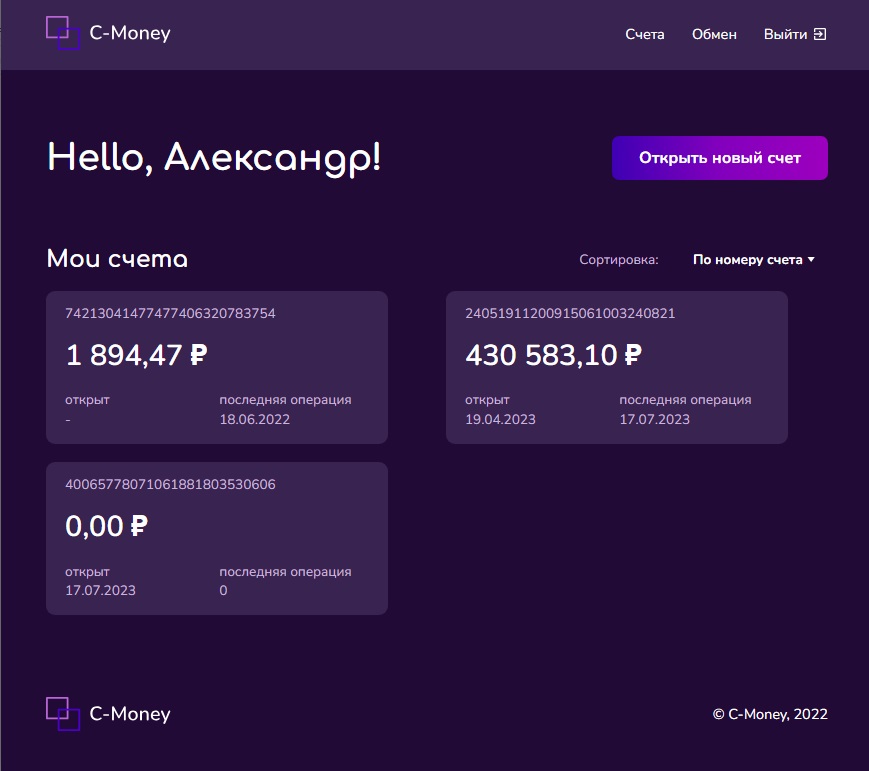 C-Money
Счета Обмен Выйти
Hello, Александр!
Открыть новый счет
Мои счета
Сортировка: По номеру счета
74213041477477406320783754
1 894,47 ₽
открыт последняя операция
- 18.06.2022
24051911200915061003240821
430 583,10 ₽
открыт последняя операция
19.04.2023 17.07.2023
40065778071061881803530606
0,00 ₽
открыт последняя операция
17.07.2023 0
C-Money
© C-Money, 2022